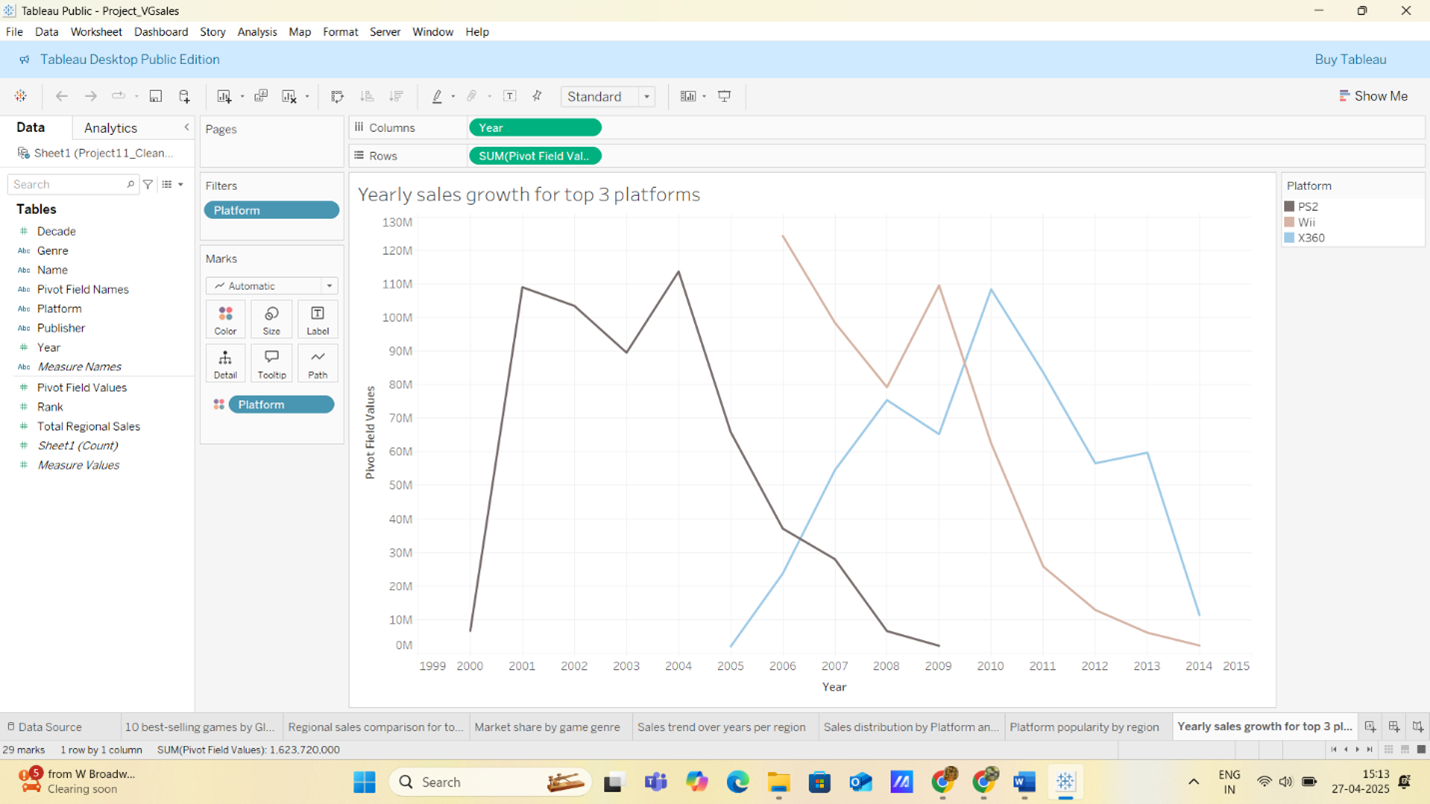 Tableau Public - Project_VGsales
File Data Worksheet Dashboard Story Analysis Map Format Server Window Help
Tableau Desktop Public Edition
Buy Tableau
Standard
Show Me
Data
Analytics
Sheet1 (Project11_Clean...
Search
Tables
# Decade
Abc Genre
Abc Name
Abc Pivot Field Names
Abc Platform
Abc Publisher
# Year
Abc Measure Names
# Pivot Field Values
# Rank
# Total Regional Sales
# Sheet1 (Count)
# Measure Values
Pages
Filters
Platform
Marks
Automatic
Color Size Label
Detail Tooltip Path
Platform
Columns
Year
Rows
SUM(Pivot Field Val..
Yearly sales growth for top 3 platforms
130M
120M
110M
100M
90M
80M
70M
60M
50M
40M
30M
20M
10M
0M
Pivot Field Values
1999 2000 2001 2002 2003 2004 2005 2006 2007 2008 2009 2010 2011 2012 2013 2014 2015
Year
Platform
PS2
Wii
X360
Data Source
10 best-selling games by Gl...
Regional sales comparison for to...
Market share by game genre
Sales trend over years per region
Sales distribution by Platform an...
Platform popularity by region
Yearly sales growth for top 3 pl...
29 marks 1 row by 1 column SUM(Pivot Field Values): 1.623,720,000
5
from W Broadw...
Clearing soon
Search
ENG
IN
15:13
27-04-2025